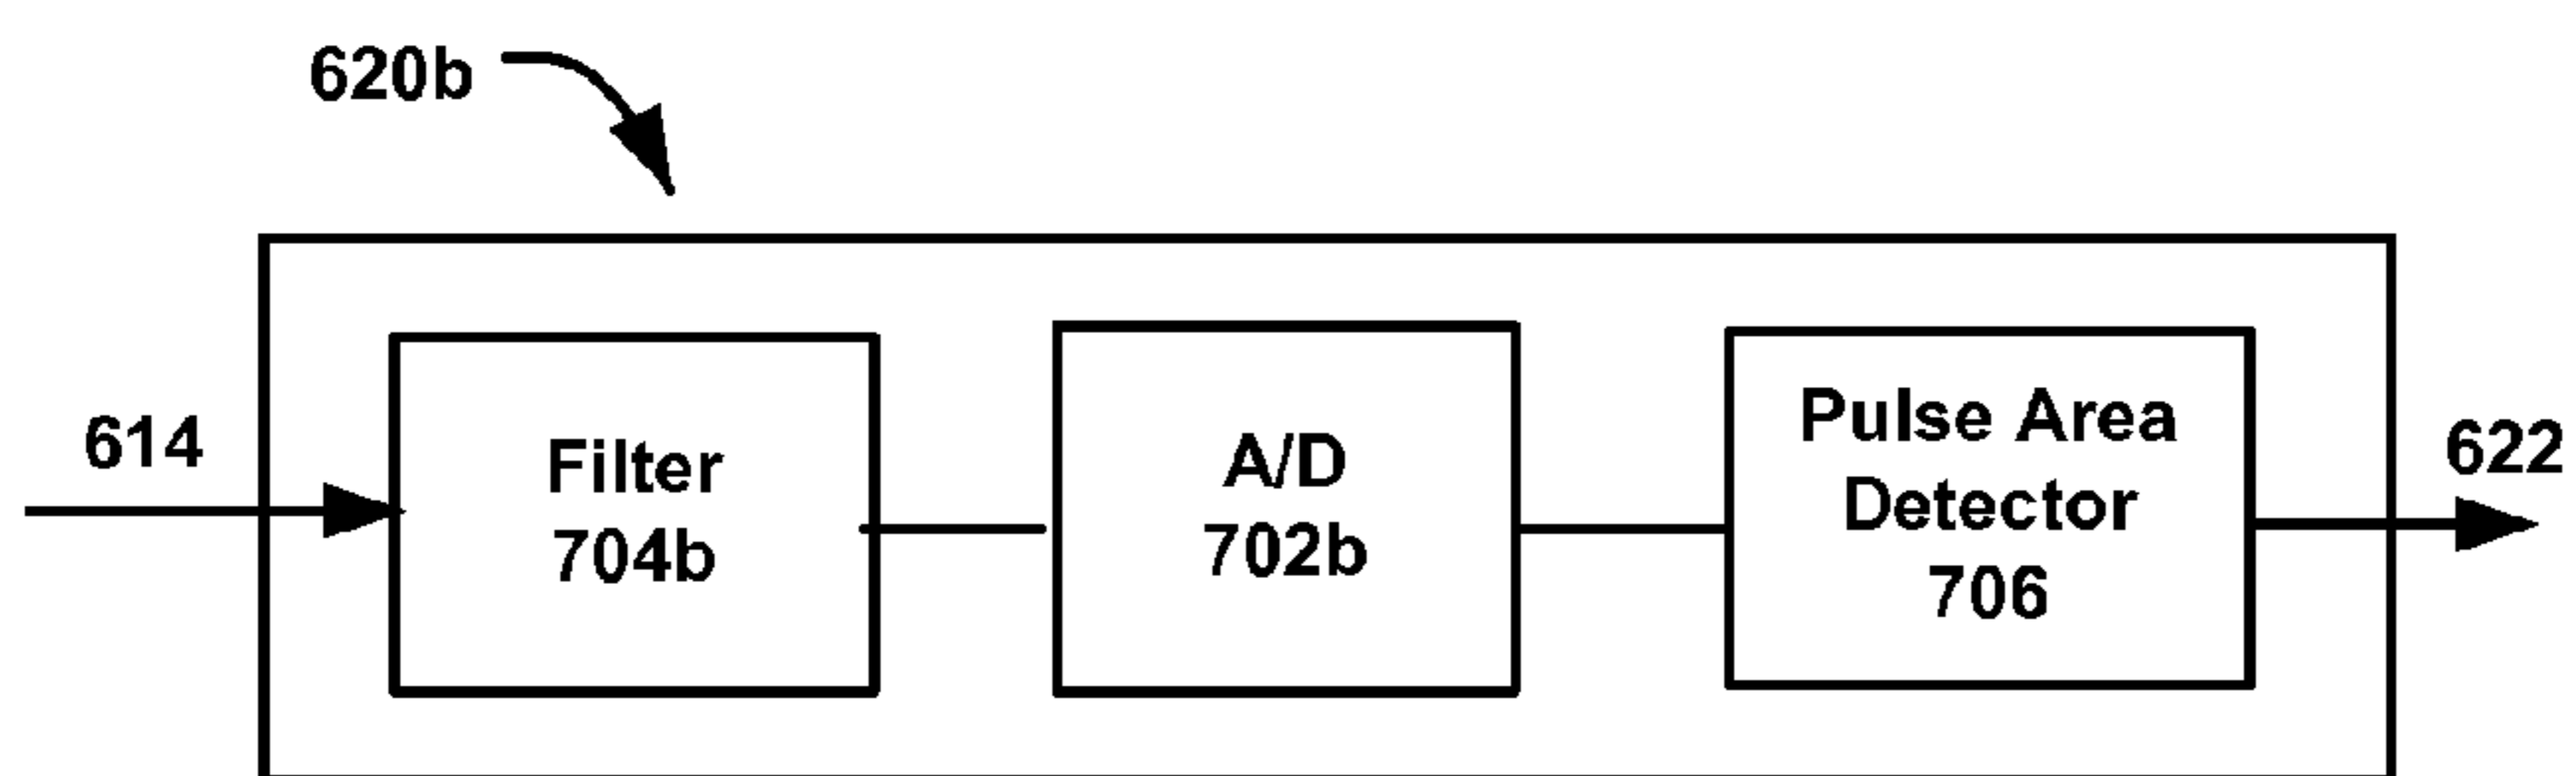 620b
614
Filter
704b
A/D
702b
Pulse Area
Detector
706
622